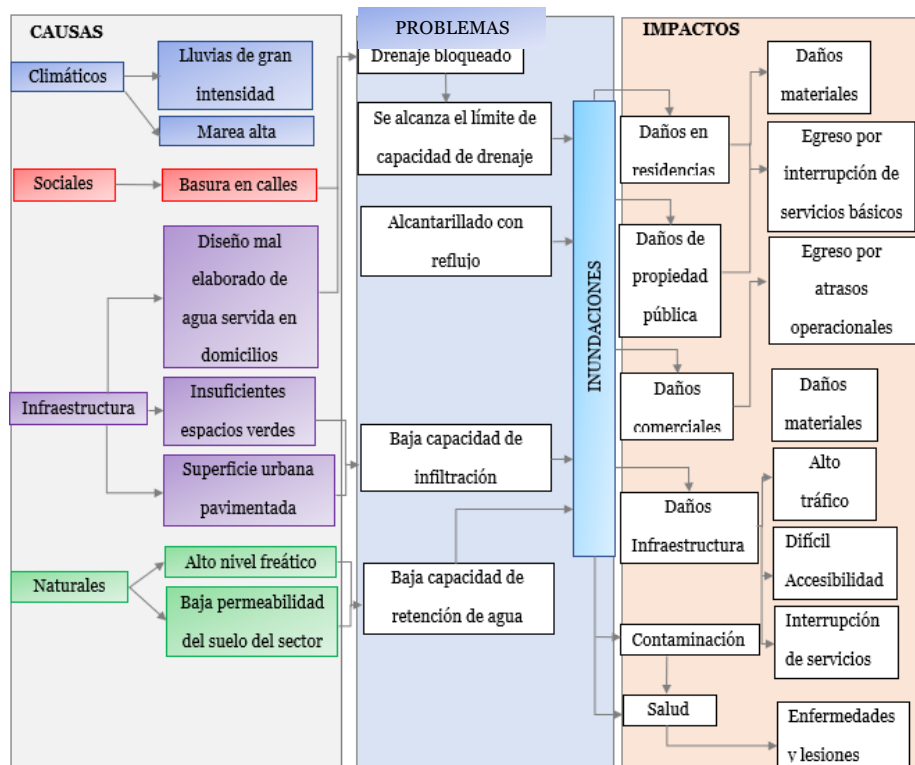 CAUSAS
Climáticos
Lluvias de gran
intensidad
Marea alta
Sociales
Basura en calles
Infraestructura
Diseño mal
elaborado de
agua servida en
domicilios
Insuficientes
espacios verdes
Superficie urbana
pavimentada
Naturales
Alto nivel freático
Baja permeabilidad
del suelo del sector
PROBLEMAS
Drenaje bloqueado
Se alcanza el límite de
capacidad de drenaje
Alcantarillado con
reflujo
Baja capacidad de
infiltración
Baja capacidad de
retención de agua
INUNDACIONES
IMPACTOS
Daños en
residencias
Daños de
propiedad
pública
Daños
comerciales
Daños
Infraestructura
Contaminación
Salud
Daños
materiales
Egreso por
interrupción de
servicios básicos
Egreso por
atrasos
operacionales
Daños
materiales
Alto
tráfico
Difícil
Accesibilidad
Interrupción
de servicios
Enfermedades
y lesiones